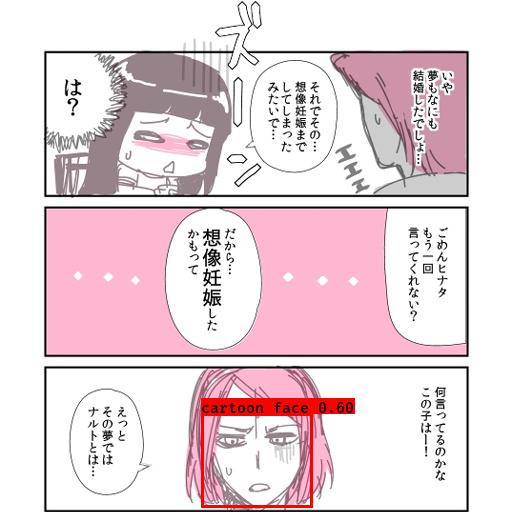 いや
夢もなにも
結婚したでしょ…
エエエ
それでその…
想像妊娠まで
してしまった
みたいで…
ズーン
は？
ごめんヒナタ
もう一回
言ってくれない？
だから…
想像妊娠した
かもって
何言ってるのかな
この子はー！
cartoon face 0.60
えっと
その夢では
ナルトとは…